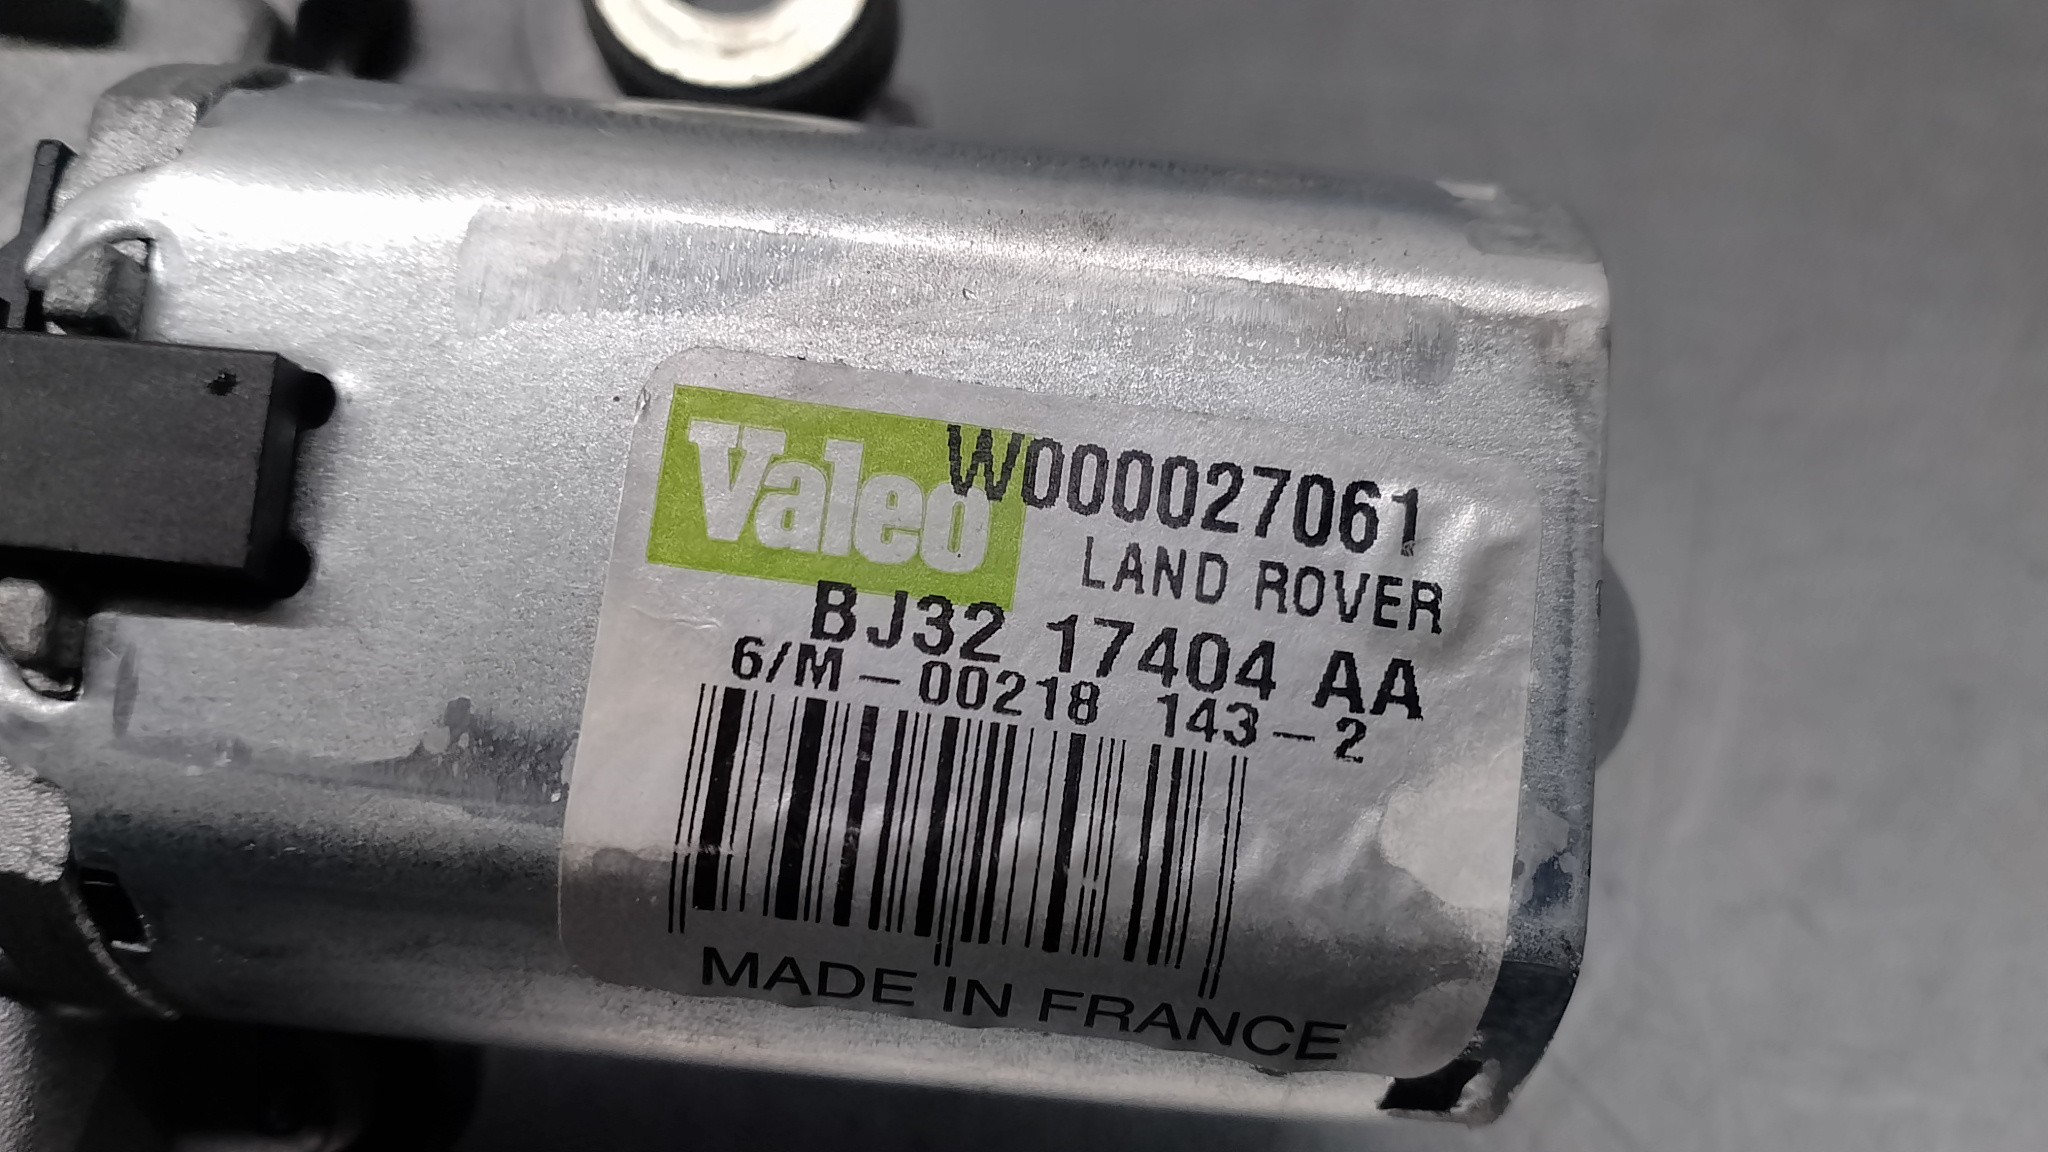 Valeo W000027061
LAND ROVER
BJ32 17404 AA
6/M-00218 143-2
MADE IN FRANCE